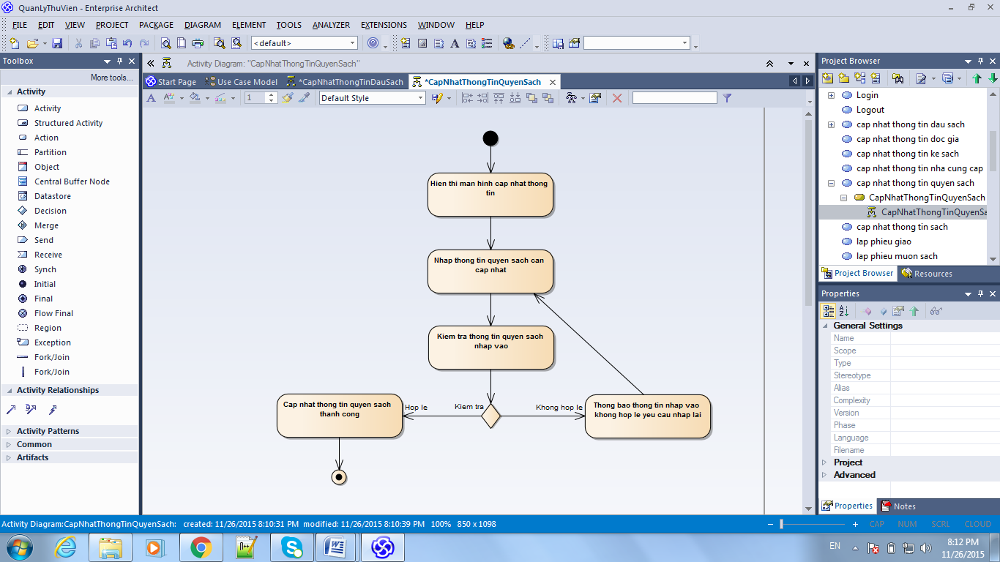 QuanLyThuVien - Enterprise Architect
FILE EDIT VIEW PROJECT PACKAGE DIAGRAM ELEMENT TOOLS ANALYZER EXTENSIONS WINDOW HELP
<default>
Toolbox
More tools...
Activity
Activity
Structured Activity
Action
Partition
Object
Central Buffer Node
Datastore
Decision
Merge
Send
Receive
Synch
Initial
Final
Flow Final
Region
Exception
Fork/Join
Fork/Join
Activity Relationships
Activity Patterns
Common
Artifacts
Activity Diagram: "CapNhatThongTinQuyenSach"
Start Page Use Case Model *CapNhatThongTinDauSach *CapNhatThongTinQuyenSach
1 Default Style
Hien thi man hinh cap nhat thong
tin
Nhap thong tin quyen sach can
cap nhat
Kiem tra thong tin quyen sach
nhap vao
Kiem tra
Hop le
Khong hop le
Cap nhat thong tin quyen sach
thanh cong
Thong bao thong tin nhap vao
khong hop le yeu cau nhap lai
Project Browser
Login
Logout
cap nhat thong tin dau sach
cap nhat thong tin doc gia
cap nhat thong tin ke sach
cap nhat thong tin nha cung cap
cap nhat thong tin quyen sach
CapNhatThongTinQuyenSach
CapNhatThongTinQuyenSa
cap nhat thong tin sach
lap phieu giao
lap phieu muon sach
Project Browser Resources
Properties
General Settings
Name
Scope
Type
Stereotype
Alias
Complexity
Version
Phase
Language
Filename
Project
Advanced
Properties Notes
Activity Diagram:CapNhatThongTinQuyenSach: created: 11/26/2015 8:10:31 PM modified: 11/26/2015 8:10:39 PM 100% 850 x 1098
CAP NUM SCRL CLOUD
EN
8:12 PM
11/26/2015